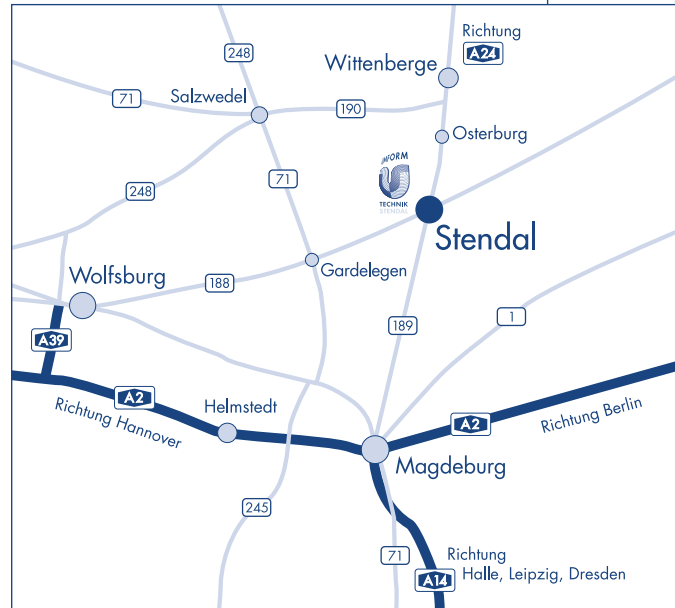 248
Richtung
A24
Wittenberge
71
Salzwedel
190
Osterburg
UMFORM
TECHNIK
STENDAL
71
248
Stendal
Gardelegen
Wolfsburg
188
189
1
A39
A2
Richtung Hannover
Helmstedt
A2
Richtung Berlin
Magdeburg
245
71
Richtung
A14
Halle, Leipzig, Dresden